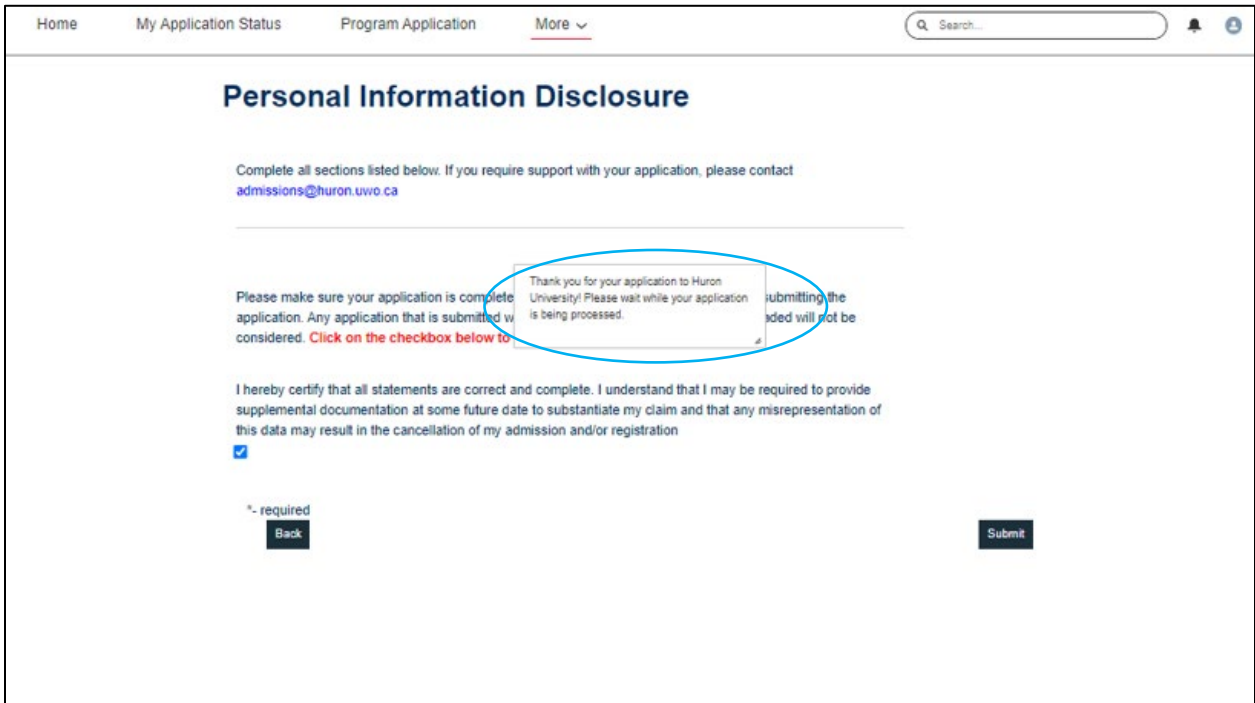 Home My Application Status Program Application More Search...
Personal Information Disclosure
Complete all sections listed below. If you require support with your application, please contact
admissions@huron.uwo.ca
Thank you for your application to Huron
University! Please wait while your application
is being processed.
Please make sure your application is complete ubmitting the
application. Any application that is submitted w aded will not be
considered. Click on the checkbox below to
I hereby certify that all statements are correct and complete. I understand that I may be required to provide
supplemental documentation at some future date to substantiate my claim and that any misrepresentation of
this data may result in the cancellation of my admission and/or registration
*- required
Back Submit